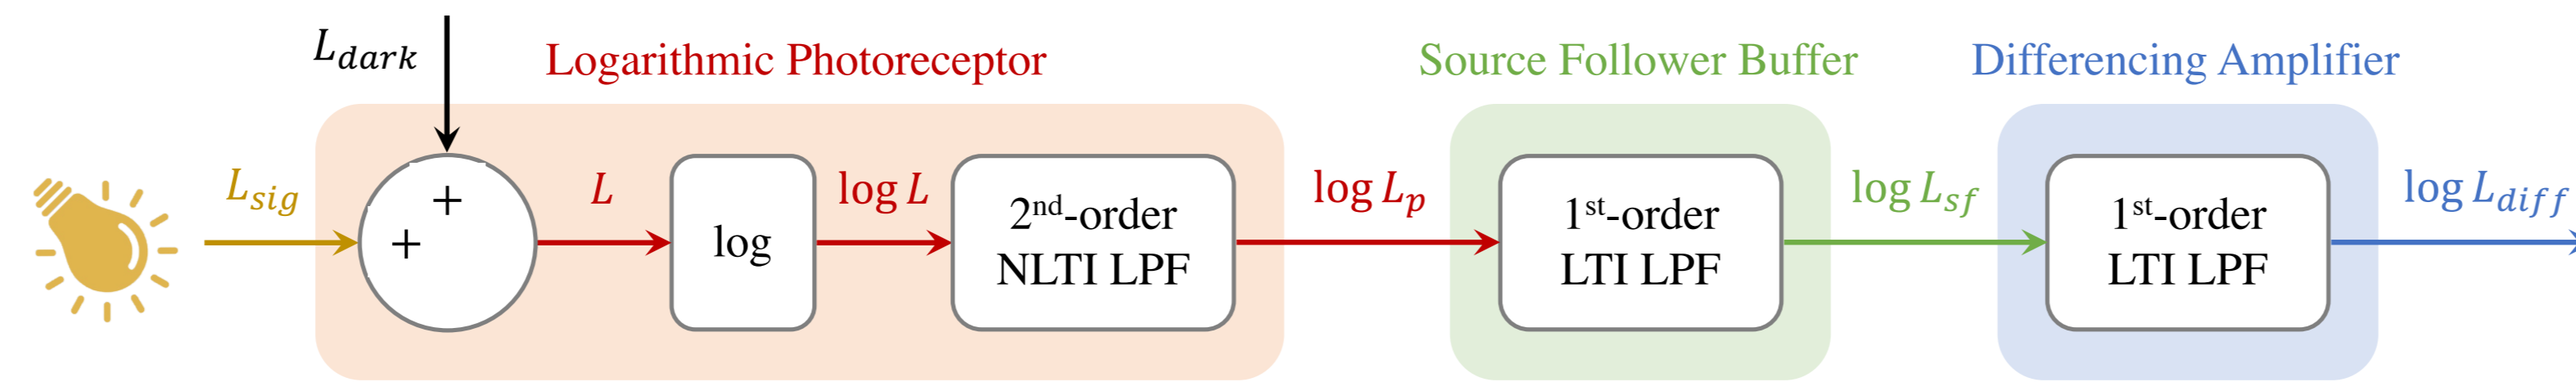 L_dark
Logarithmic Photoreceptor
Source Follower Buffer
Differencing Amplifier
L_sig
+
+
L
log
log L
2nd-order
NLTI LPF
log L_p
1st-order
LTI LPF
log L_sf
1st-order
LTI LPF
log L_diff